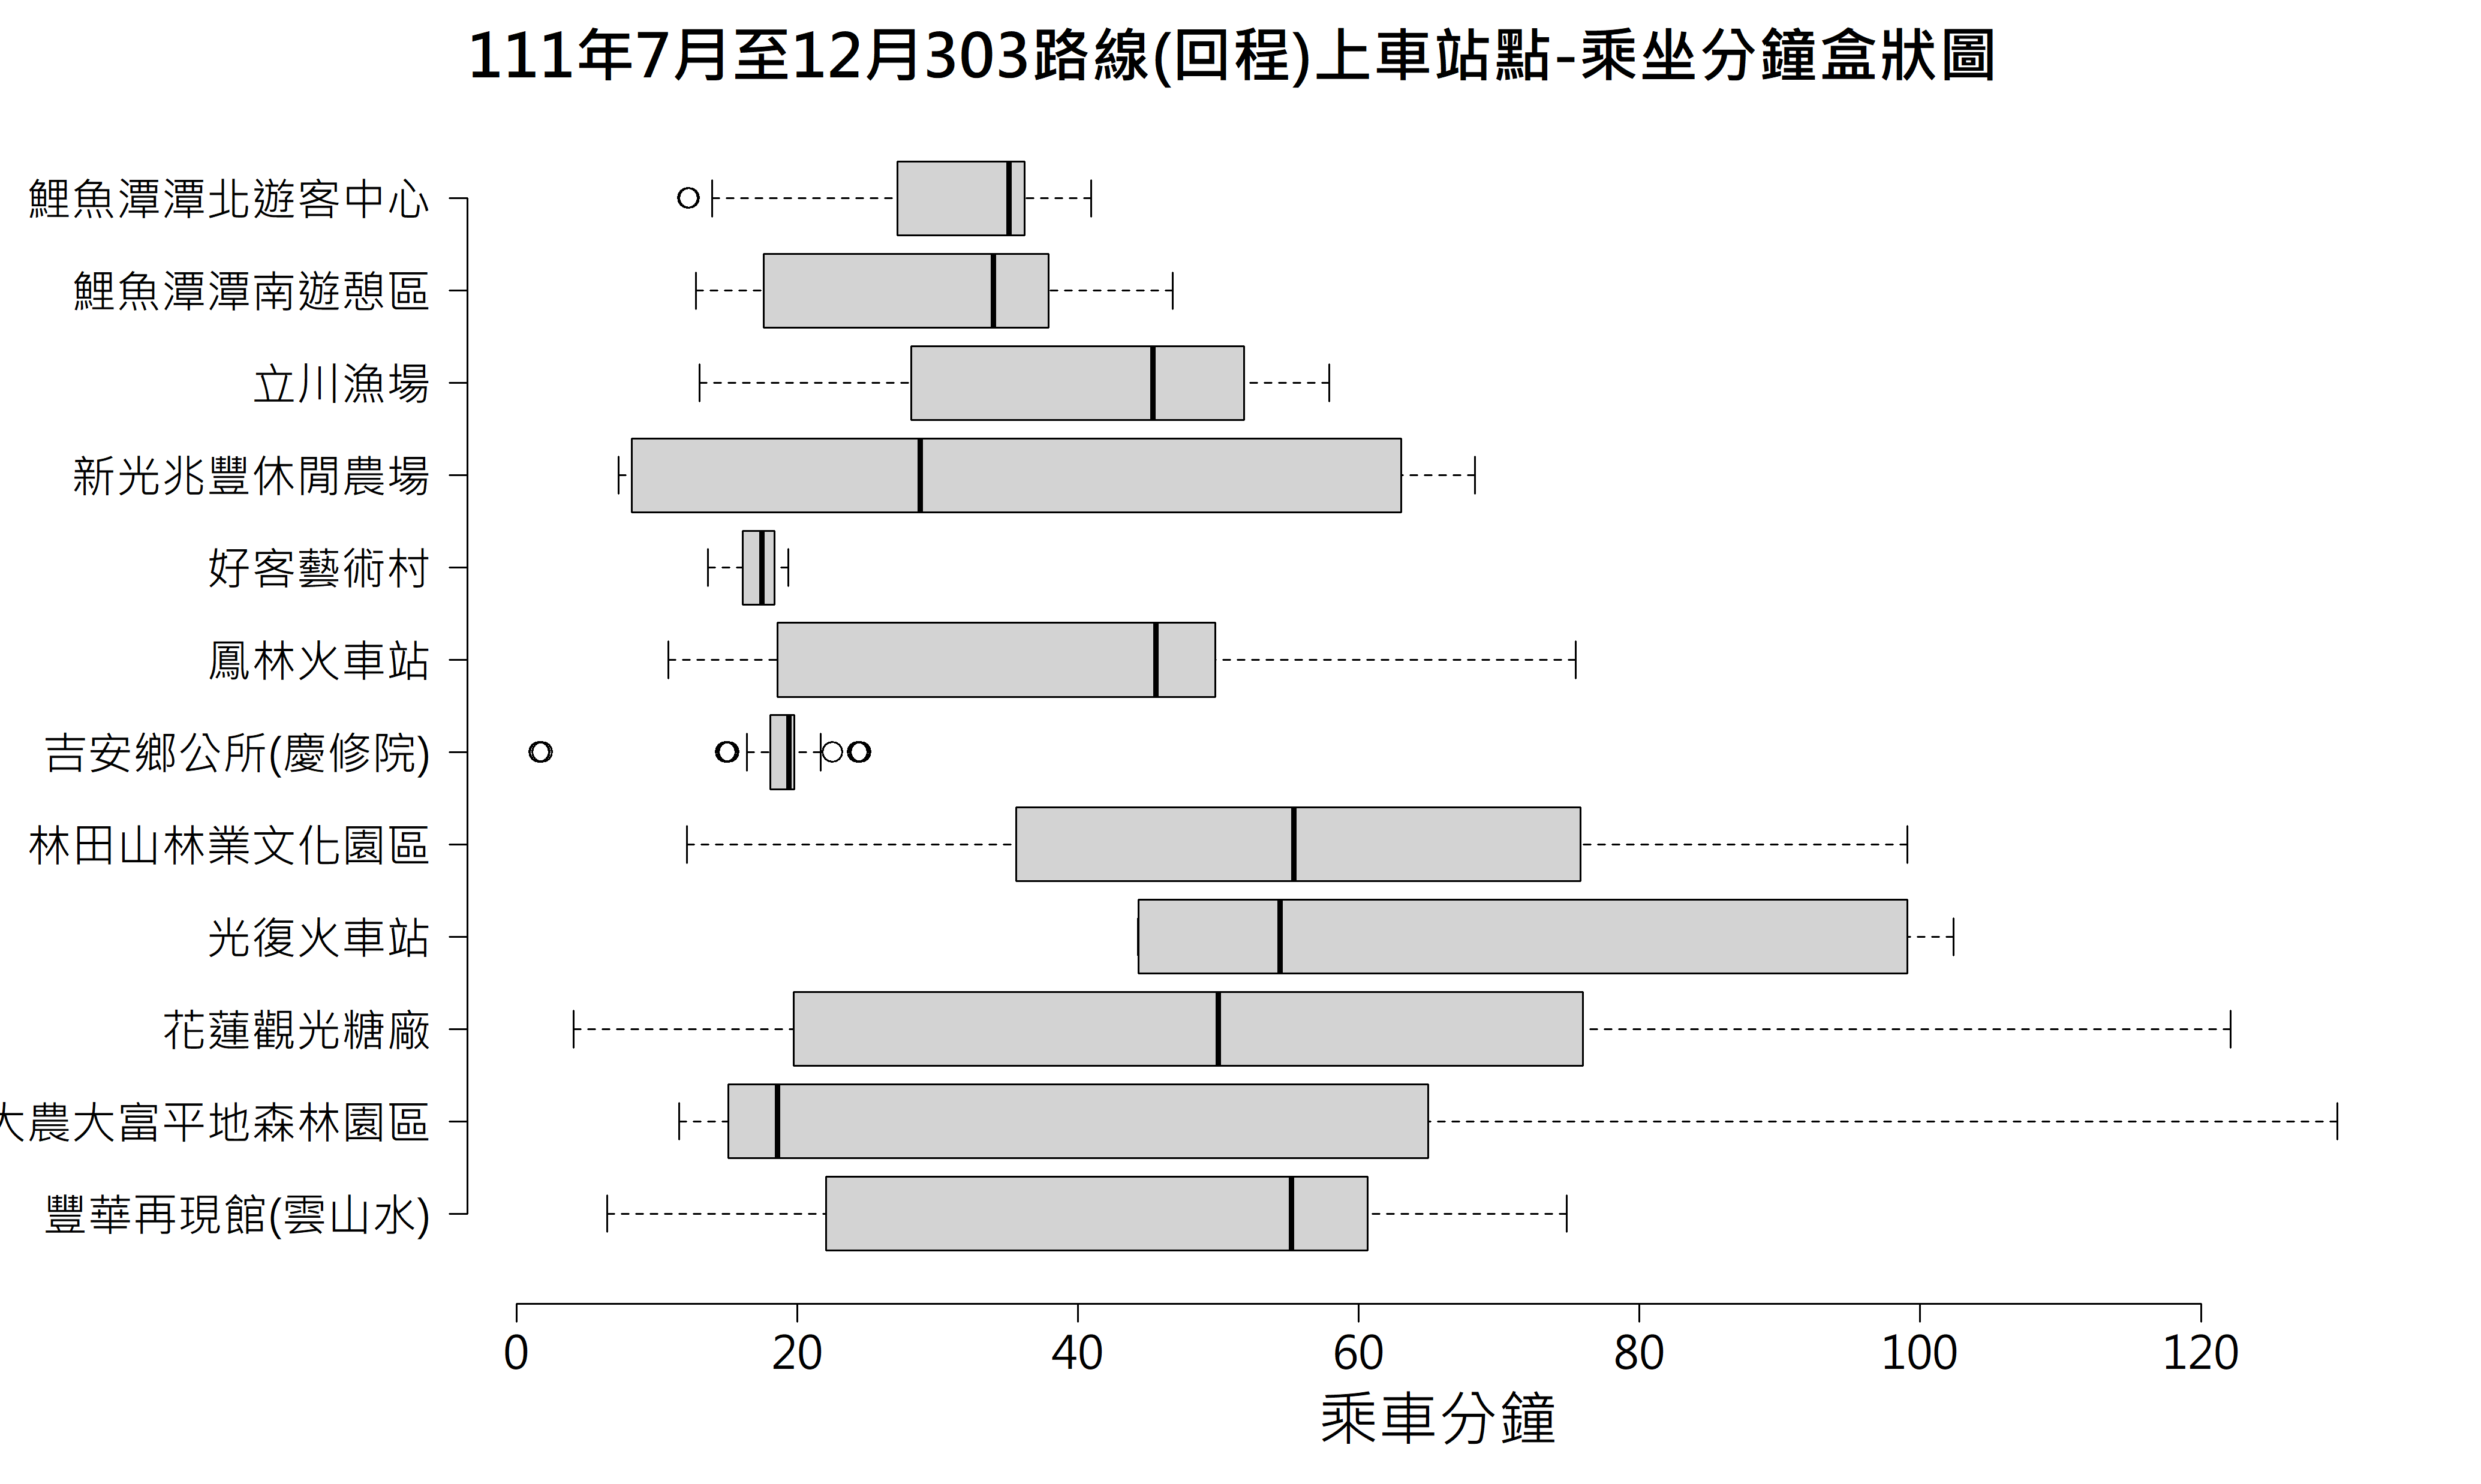 111年7月至12月303路線(回程)上車站點-乘坐分鐘盒狀圖
鯉魚潭潭北遊客中心
鯉魚潭潭南遊憩區
立川漁場
新光兆豐休閒農場
好客藝術村
鳳林火車站
吉安鄉公所(慶修院)
林田山林業文化園區
光復火車站
花蓮觀光糖廠
大農大富平地森林園區
豐華再現館(雲山水)
0 20 40 60 80 100 120
乘車分鐘